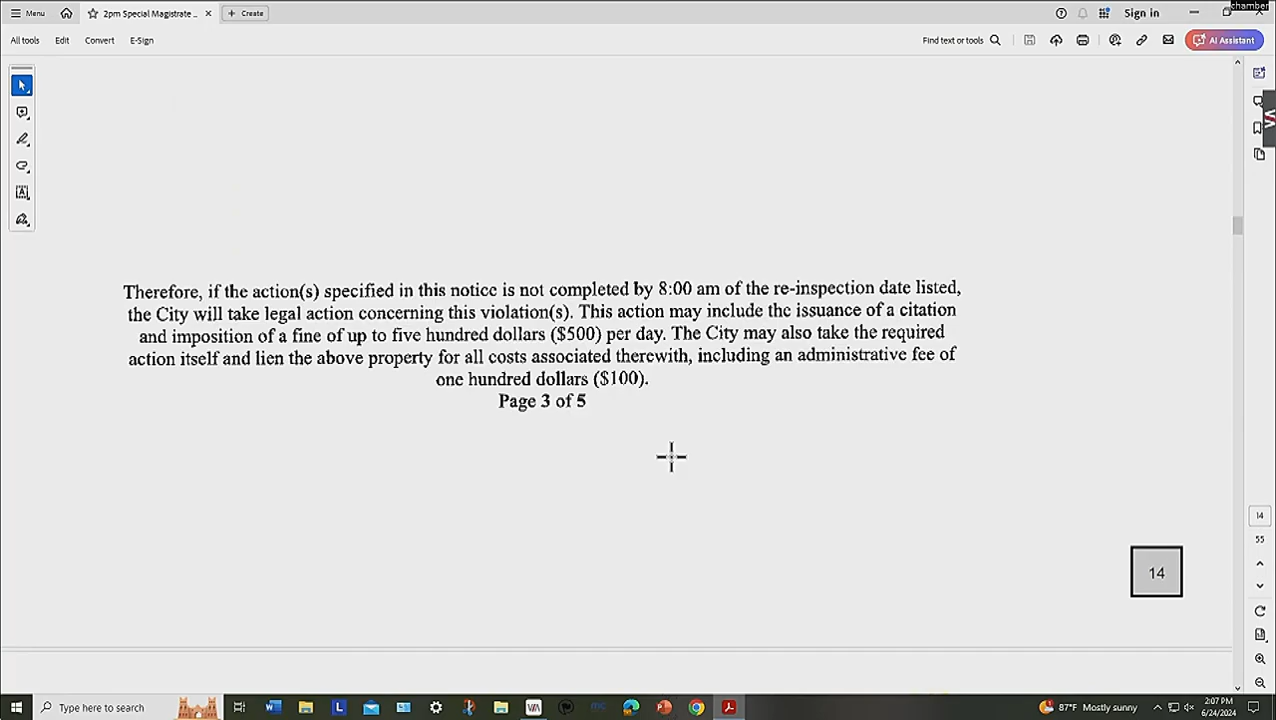 chamber
Menu
2pm Special Magistrate ...
Create
Sign in
All tools
Edit
Convert
E-Sign
Find text or tools
AI Assistant
Therefore, if the action(s) specified in this notice is not completed by 8:00 am of the re-inspection date listed,
the City will take legal action concerning this violation(s). This action may include the issuance of a citation
and imposition of a fine of up to five hundred dollars ($500) per day. The City may also take the required
action itself and lien the above property for all costs associated therewith, including an administrative fee of
one hundred dollars ($100).
Page 3 of 5
14
55
14
Type here to search
87°F Mostly sunny
2:07 PM
6/24/2024